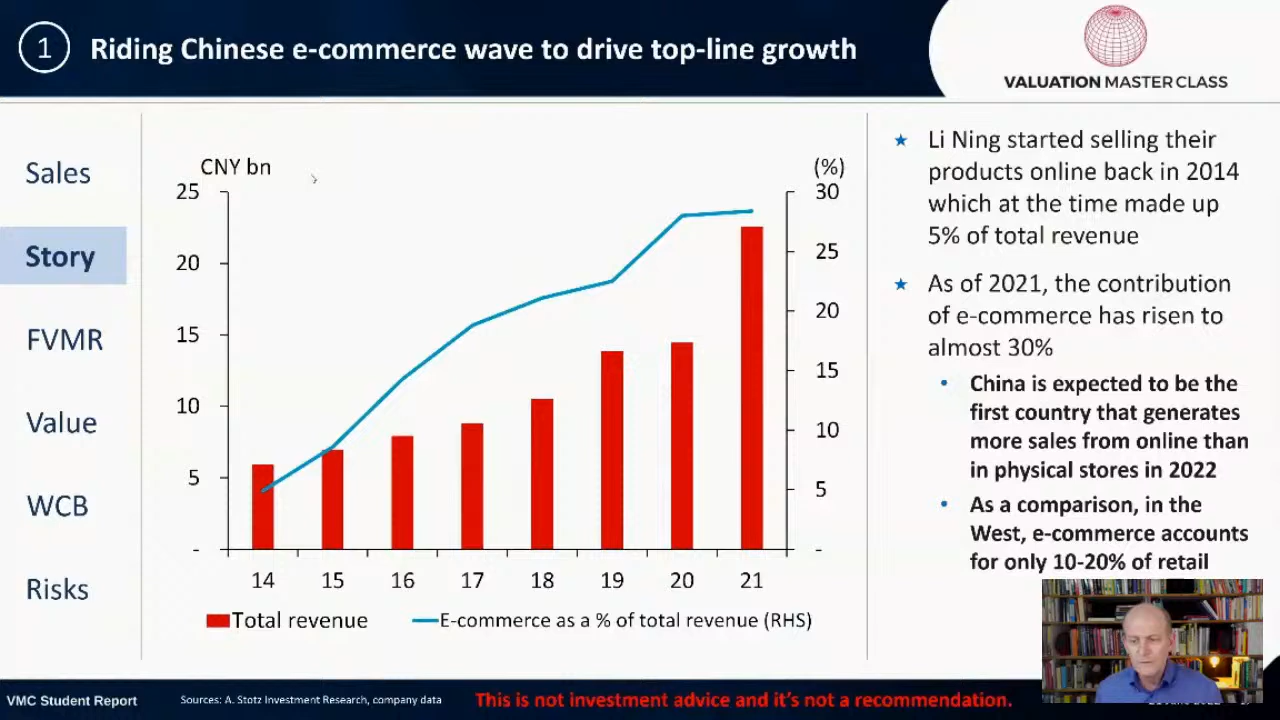 1
Riding Chinese e-commerce wave to drive top-line growth
VALUATION MASTER CLASS
Sales
Story
FVMR
Value
WCB
Risks
CNY bn
(%)
25
20
15
10
5
-
30
25
20
15
10
5
-
14 15 16 17 18 19 20 21
Total revenue
E-commerce as a % of total revenue (RHS)
Li Ning started selling their
products online back in 2014
which at the time made up
5% of total revenue
As of 2021, the contribution
of e-commerce has risen to
almost 30%
China is expected to be the
first country that generates
more sales from online than
in physical stores in 2022
As a comparison, in the
West, e-commerce accounts
for only 10-20% of retail
VMC Student Report
Sources: A. Stotz Investment Research, company data
This is not investment advice and it's not a recommendation.